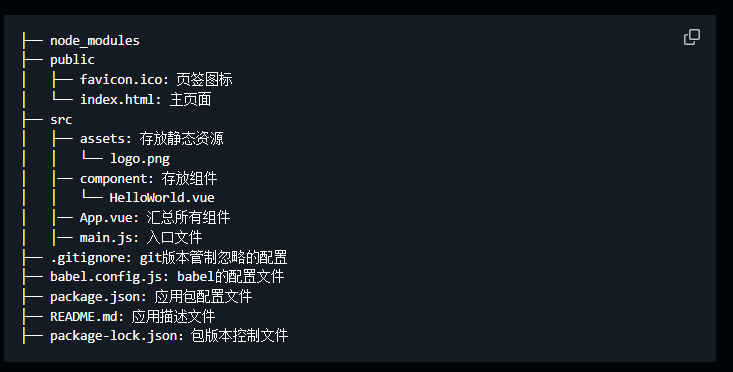 ├── node_modules
├── public
│   ├── favicon.ico: 页签图标
│   └── index.html: 主页面
├── src
│   ├── assets: 存放静态资源
│   │   └── logo.png
│   ├── component: 存放组件
│   │   └── HelloWorld.vue
│   │── App.vue: 汇总所有组件
│   │── main.js: 入口文件
├── .gitignore: git版本管制忽略的配置
├── babel.config.js: babel的配置文件
├── package.json: 应用包配置文件
├── README.md: 应用描述文件
├── package-lock.json：包版本控制文件